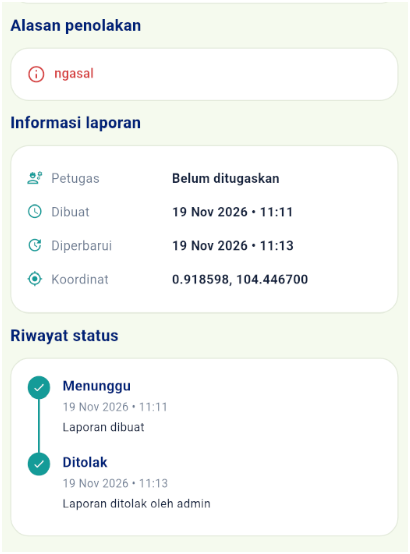 Alasan penolakan
ngasal
Informasi laporan
Petugas Belum ditugaskan
Dibuat 19 Nov 2026 • 11:11
Diperbarui 19 Nov 2026 • 11:13
Koordinat 0.918598, 104.446700
Riwayat status
Menunggu
19 Nov 2026 • 11:11
Laporan dibuat
Ditolak
19 Nov 2026 • 11:13
Laporan ditolak oleh admin